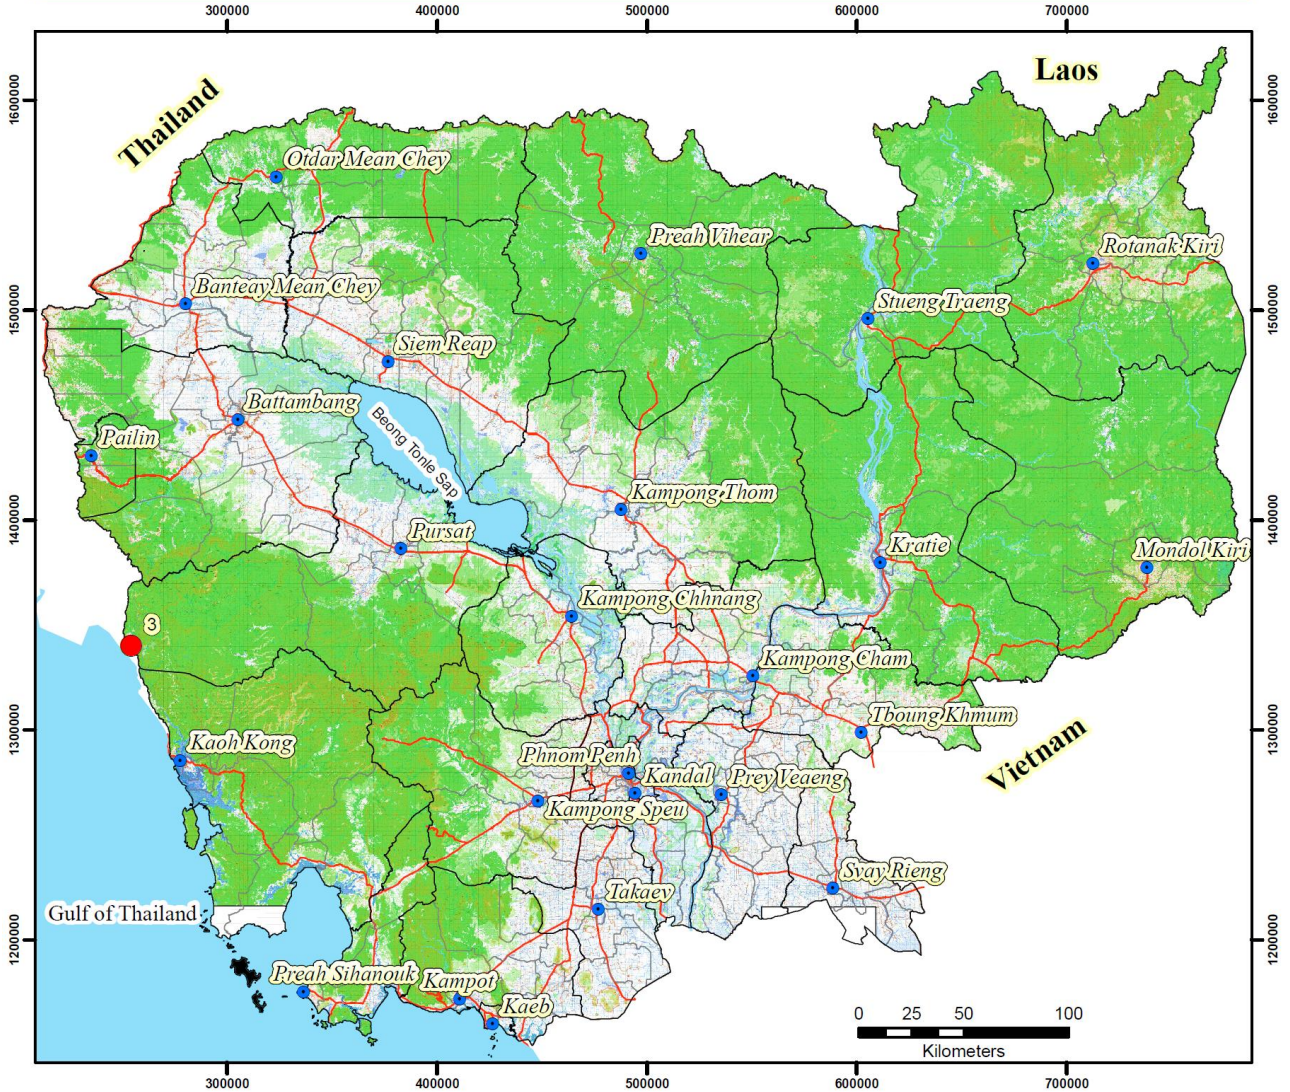 300000 400000 500000 600000 700000
Laos
Thailand
1600000 1600000
Otdar Mean Chey
Preah Vihear
Rotanak Kiri
Banteay Mean Chey
Stueng Traeng
1500000 1500000
Siem Reap
Battambang
Beong Tonle Sap
Pailin
Kampong Thom
1400000 1400000
Pursat
Kratie
Mondol Kiri
Kampong Chhnang
3
Kampong Cham
Tboung Khmum
1300000 1300000
Kaoh Kong
Vietnam
Phnom Penh
Kandal
Prey Veaeng
Kampong Speu
Svay Rieng
Takaev
Gulf of Thailand
1200000 1200000
Preah Sihanouk
Kampot
Kaeb
0 25 50 100
Kilometers
300000 400000 500000 600000 700000